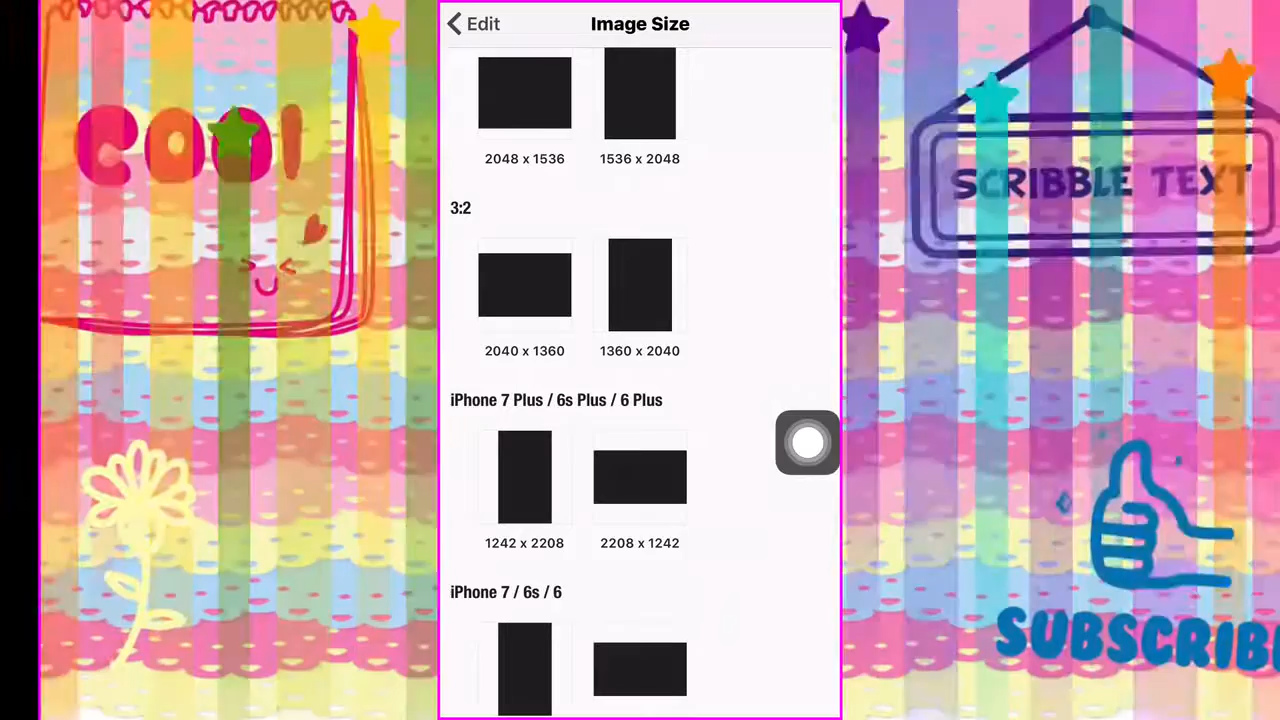 Edit
Image Size
2048 x 1536
1536 x 2048
3:2
2040 x 1360
1360 x 2040
iPhone 7 Plus / 6s Plus / 6 Plus
1242 x 2208
2208 x 1242
iPhone 7 / 6s / 6
COOl
SCRIBBLE TEXT
SUBSCRIBE